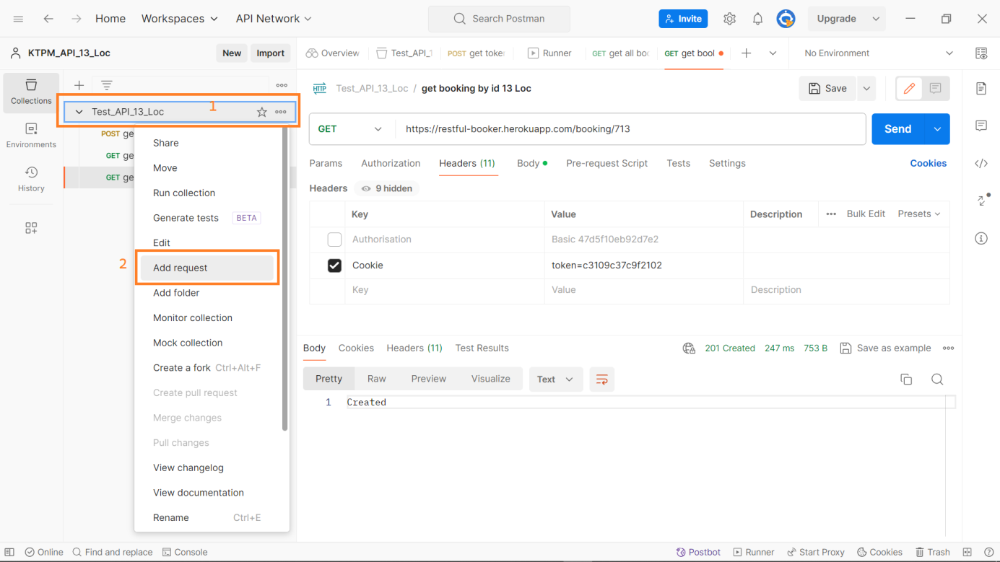 Home Workspaces API Network Search Postman Invite Upgrade
KTPM_API_13_Loc New Import Overview Test_API_1 POST get toke Runner GET get all bo GET get bool No Environment
Collections
Test_API_13_Loc / get booking by id 13 Loc Save
1
Test_API_13_Loc
GET https://restful-booker.herokuapp.com/booking/713 Send
POST ge
GET ge
GET ge
Environments
History
Share
Move
Run collection
Generate tests BETA
Edit
2
Add request
Add folder
Monitor collection
Mock collection
Create a fork Ctrl+Alt+F
Create pull request
Merge changes
Pull changes
View changelog
View documentation
Rename Ctrl+E
Params Authorization Headers (11) Body Pre-request Script Tests Settings Cookies
Headers 9 hidden
Key Value Description Bulk Edit Presets
Authorisation Basic 47d5f10eb92d7e2
Cookie token=c3109c37c9f2102
Key Value Description
Body Cookies Headers (11) Test Results 201 Created 247 ms 753 B Save as example
Pretty Raw Preview Visualize Text
1 Created
Online Find and replace Console Postbot Runner Start Proxy Cookies Trash